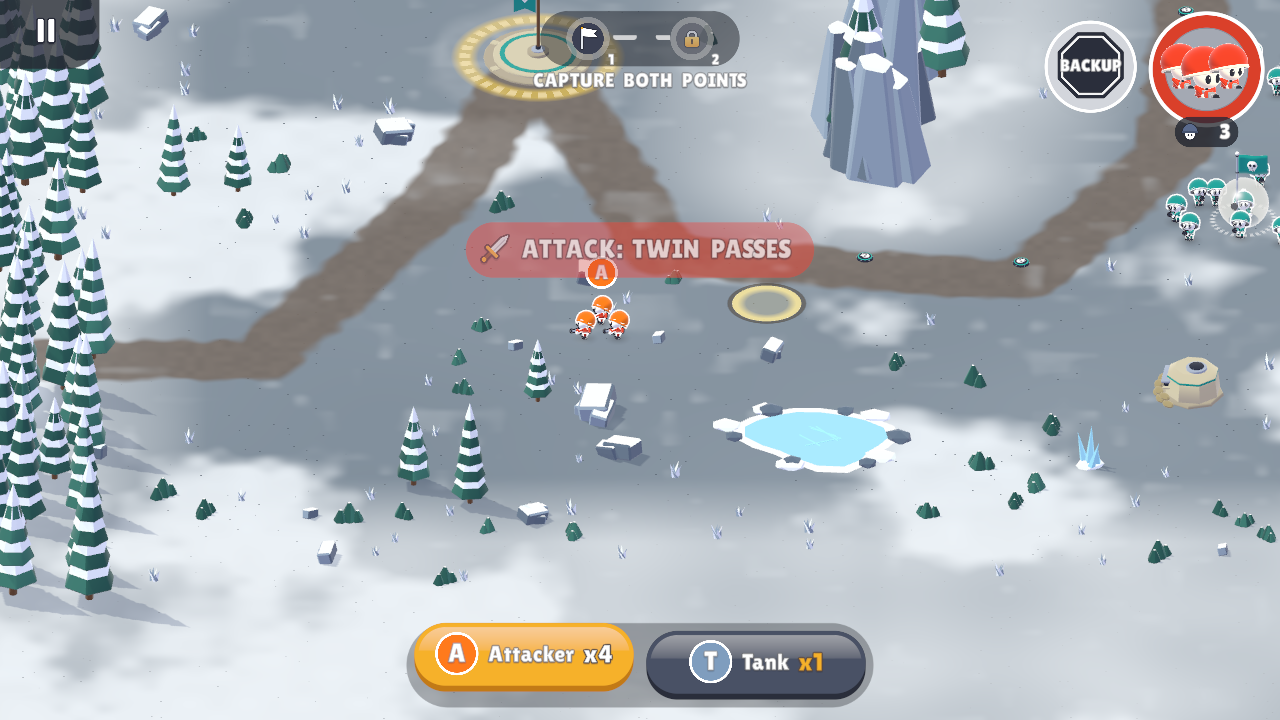 1
2
CAPTURE BOTH POINTS
BACKUP
3
ATTACK: TWIN PASSES
A
A Attacker x4
T Tank x1